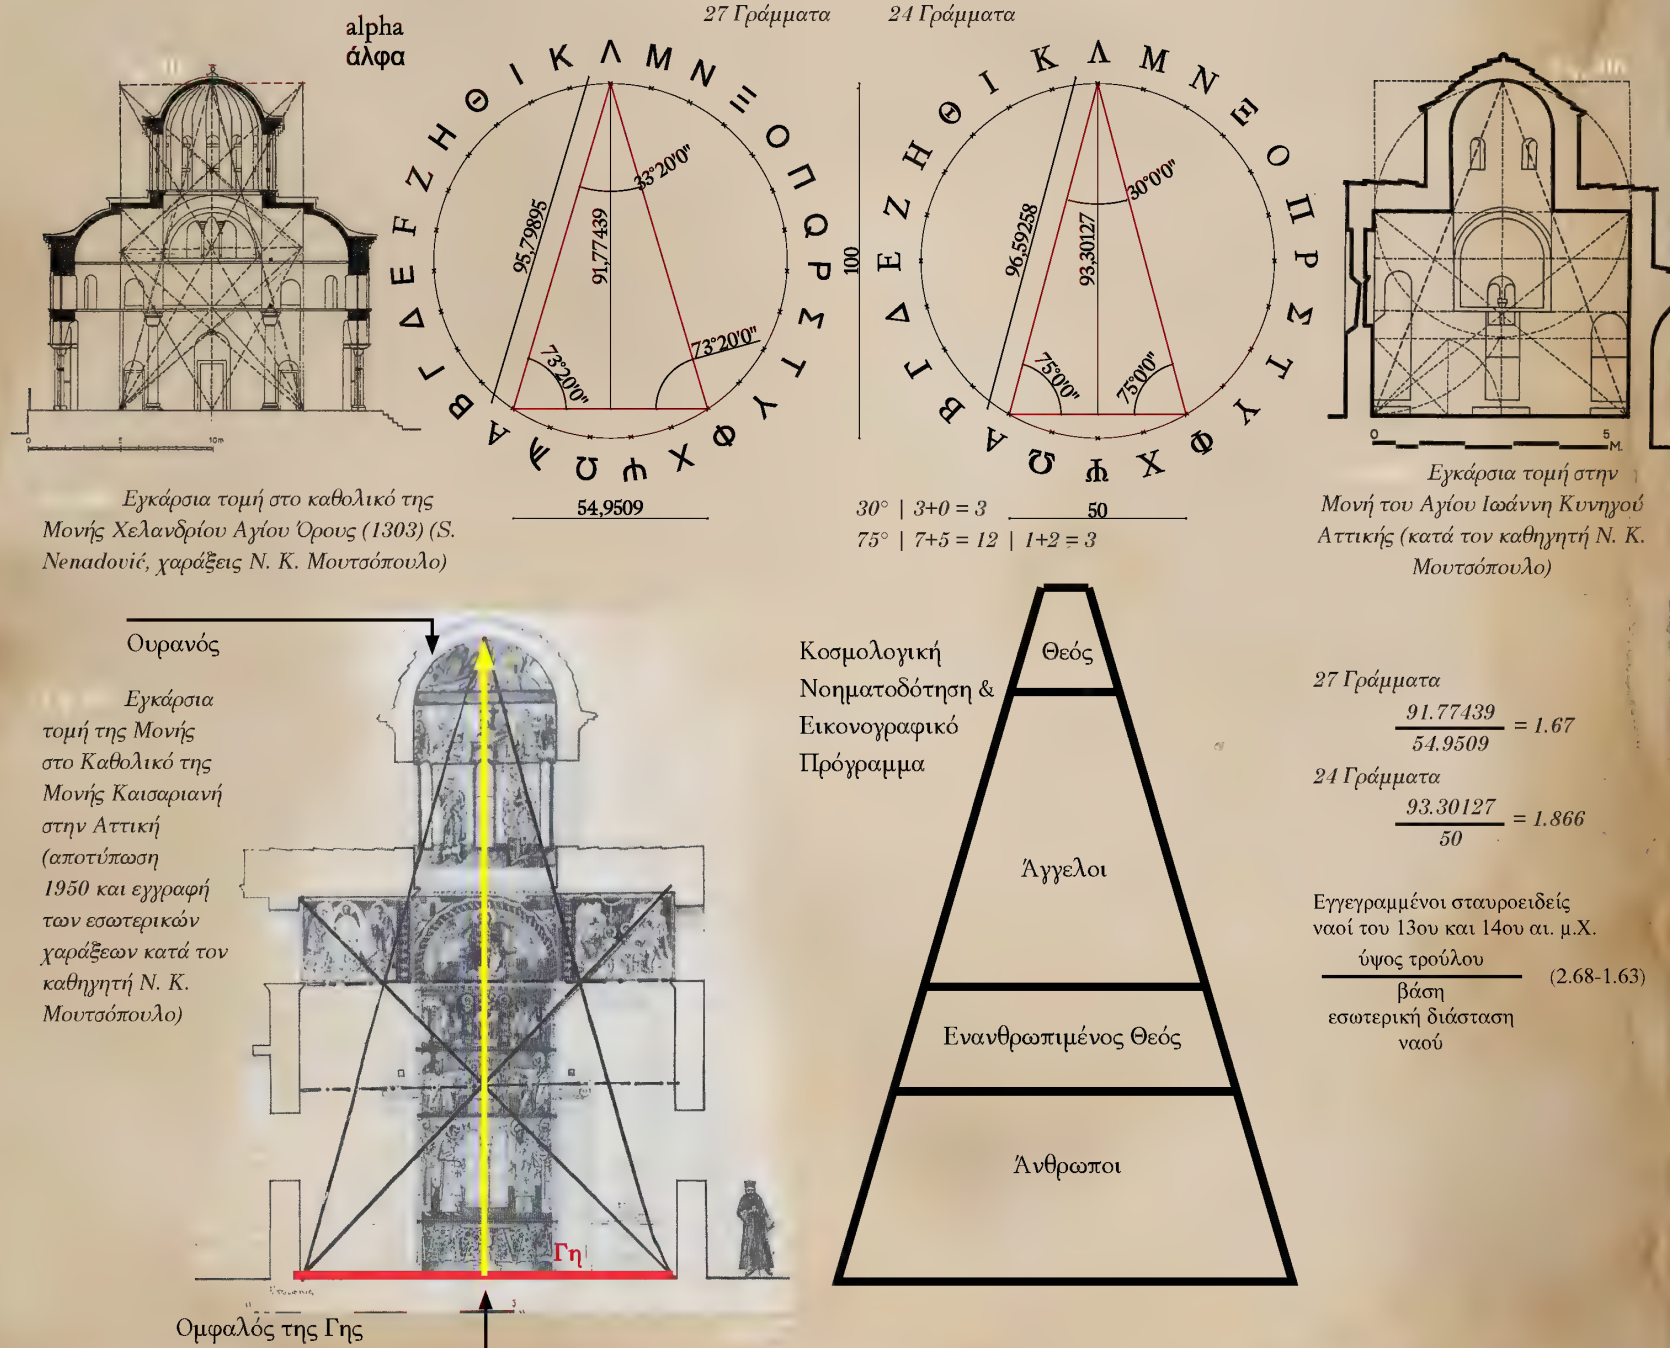 alpha
άλφα
27 Γράμματα
24 Γράμματα
Α Β Γ Δ Ε F Ζ Η Θ Ι Κ Λ Μ Ν Ξ Ο Π Ϙ Ρ Σ Τ Υ Φ Χ Ψ Ω ϡ
95,79895
91,77439
33°20'0"
73°20'0"
73°20'0"
54,9509
100
Α Β Γ Δ Ε Ζ Η Θ Ι Κ Λ Μ Ν Ξ Ο Π Ρ Σ Τ Υ Φ Χ Ψ Ω
96,59258
93,30127
30°0'0"
75°0'0"
75°0'0"
50
0 5 10m
0 5
M.
Εγκάρσια τομή στο καθολικό της
Μονής Χελανδρίου Αγίου Όρους (1303) (S.
Nenadović, χαράξεις Ν. Κ. Μουτσόπουλο)
30° | 3+0 = 3
75° | 7+5 = 12 | 1+2 = 3
Εγκάρσια τομή στην
Μονή του Αγίου Ιωάννη Κυνηγού
Αττικής (κατά τον καθηγητή Ν. Κ.
Μουτσόπουλο)
Ουρανός
Εγκάρσια
τομή της Μονής
στο Καθολικό της
Μονής Καισαριανή
στην Αττική
(αποτύπωση
1950 και εγγραφή
των εσωτερικών
χαράξεων κατά τον
καθηγητή Ν. Κ.
Μουτσόπουλο)
Γη
Ομφαλός της Γης
Κοσμολογική
Νοηματοδότηση &
Εικονογραφικό
Πρόγραμμα
Θεός
Άγγελοι
Ενανθρωπιμένος Θεός
Άνθρωποι
27 Γράμματα
91.77439
54.9509
= 1.67
24 Γράμματα
93.30127
50
= 1.866
Εγγεγραμμένοι σταυροειδείς
ναοί του 13ου και 14ου αι. μ.Χ.
ύψος τρούλου
βάση
εσωτερική διάσταση
ναού
(2.68-1.63)